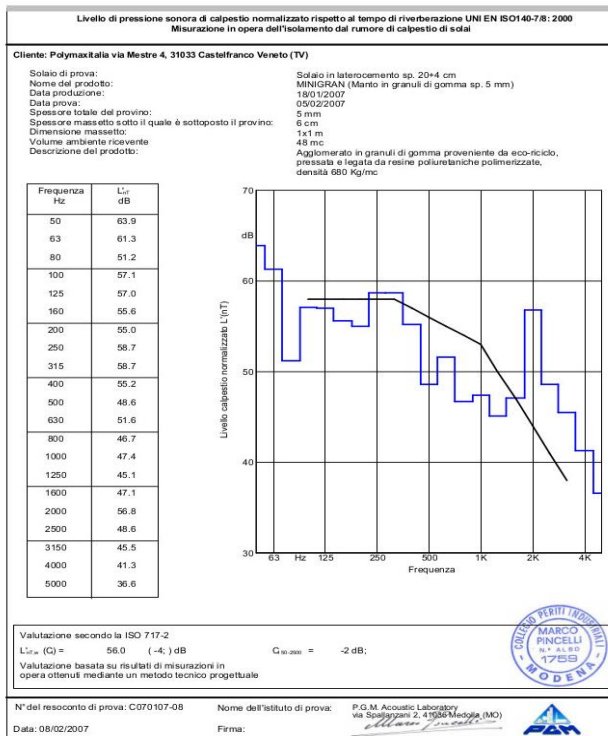 Livello di pressione sonora di calpestio normalizzato rispetto al tempo di riverberazione UNI EN ISO140-7/8: 2000
Misurazione in opera dell'isolamento dal rumore di calpestio di solai
Cliente: Polymaxitalia via Mestre 4, 31033 Castelfranco Veneto (TV)
Solaio di prova: Solaio in laterocemento sp. 20+4 cm
Nome del prodotto: MINIGRAN (Manto in granuli di gomma sp. 5 mm)
Data produzione: 18/01/2007
Data prova: 05/02/2007
Spessore totale del provino: 5 mm
Spessore massetto sotto il quale è sottoposto il provino: 6 cm
Dimensione massetto: 1x1 m
Volume ambiente ricevente 48 mc
Descrizione del prodotto: Agglomerato in granuli di gomma proveniente da eco-riciclo,
pressata e legata da resine poliuretaniche polimerizzate,
densità 680 Kg/mc
Frequenza L'nT
Hz dB
50 63.9
63 61.3
80 51.2
100 57.1
125 57.0
160 55.6
200 55.0
250 58.7
315 58.7
400 55.2
500 48.6
630 51.6
800 46.7
1000 47.4
1250 45.1
1600 47.1
2000 56.8
2500 48.6
3150 45.5
4000 41.3
5000 36.6
Livello calpestio normalizzato L'(nT)
70
dB
60
50
40
30
63 Hz 125 250 500 1K 2K 4K
Frequenza
Valutazione secondo la ISO 717-2
L'nT,w (Ci) = 56.0 ( -4; ) dB Ci 50-2500 = -2 dB;
Valutazione basata su risultati di misurazioni in
opera ottenuti mediante un metodo tecnico progettuale
COLLEGIO PERITI INDUSTRIALI
MARCO
PINCELLI
N.° ALBO
1759
MODENA
N° del resoconto di prova: C070107-08 Nome dell'istituto di prova: P.G.M. Acoustic Laboratory
via Spallanzani 2, 41036 Medolla (MO)
Data: 08/02/2007 Firma:
PGM